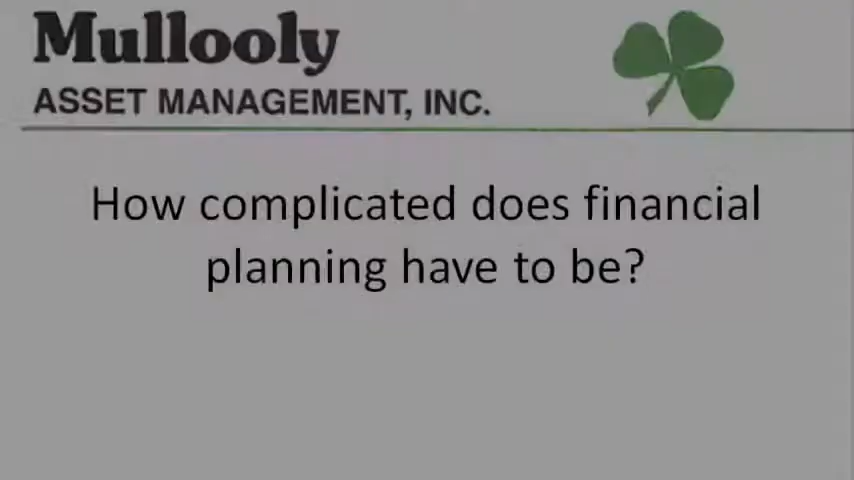 Mullooly
ASSET MANAGEMENT, INC.
How complicated does financial
planning have to be?